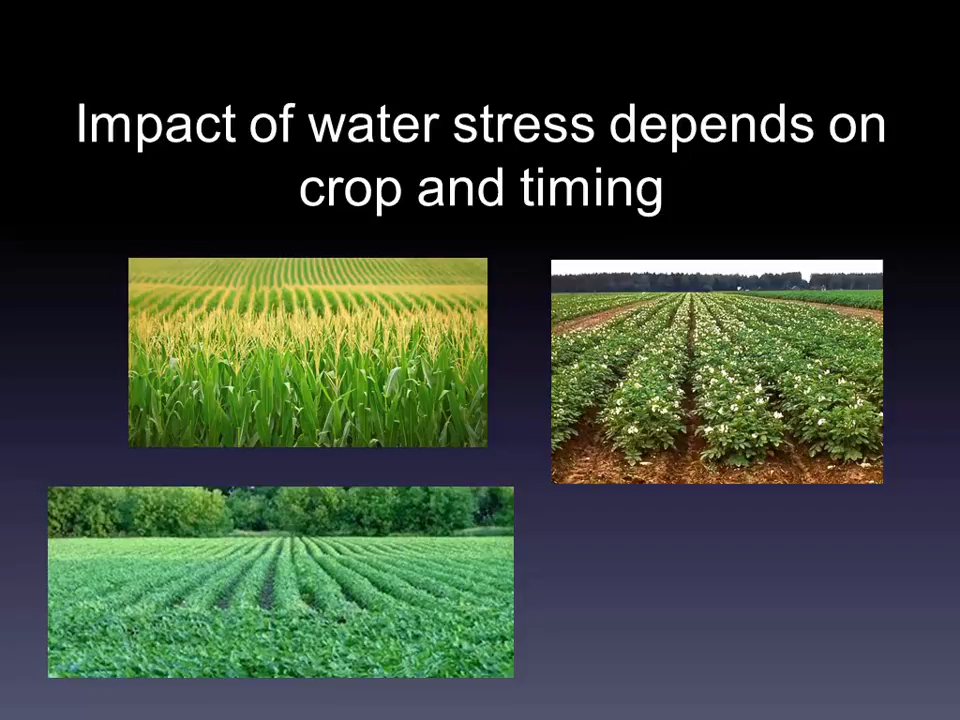 Impact of water stress depends on
crop and timing